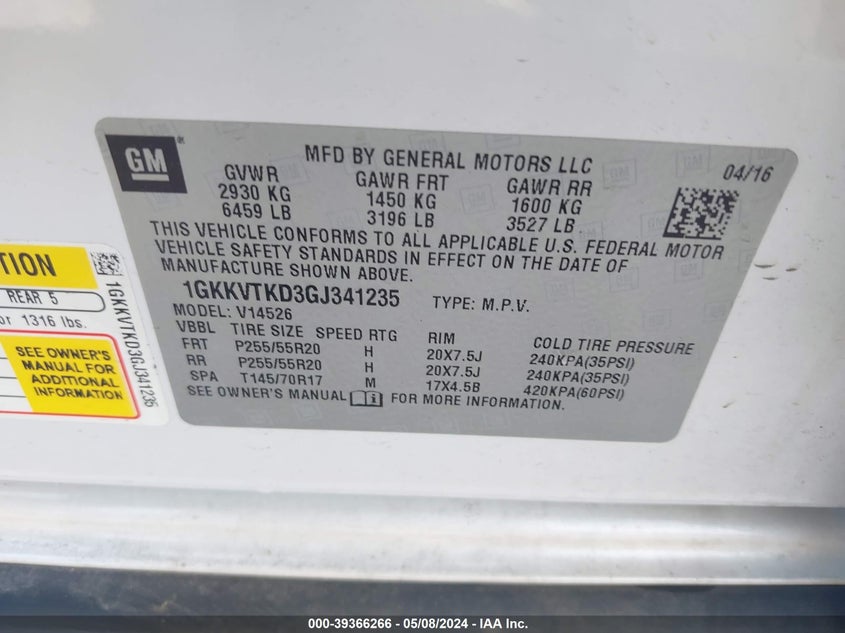 GM
MFD BY GENERAL MOTORS LLC
04/16
GVWR GAWR FRT GAWR RR
2930 KG 1450 KG 1600 KG
6459 LB 3196 LB 3527 LB
THIS VEHICLE CONFORMS TO ALL APPLICABLE U.S. FEDERAL MOTOR
VEHICLE SAFETY STANDARDS IN EFFECT ON THE DATE OF
MANUFACTURE SHOWN ABOVE.
1GKKVTKD3GJ341235 TYPE: M.P.V.
MODEL: V14526
VBBL TIRE SIZE SPEED RTG RIM COLD TIRE PRESSURE
FRT P255/55R20 H 20X7.5J 240KPA(35PSI)
RR P255/55R20 H 20X7.5J 240KPA(35PSI)
SPA T145/70R17 M 17X4.5B 420KPA(60PSI)
SEE OWNER'S MANUAL FOR MORE INFORMATION.
TION
REAR 5
or 1316 lbs.
SEE OWNER'S
MANUAL FOR
ADDITIONAL
INFORMATION
1GKKVTKD3GJ341235
000-39366266 - 05/08/2024 - IAA Inc.